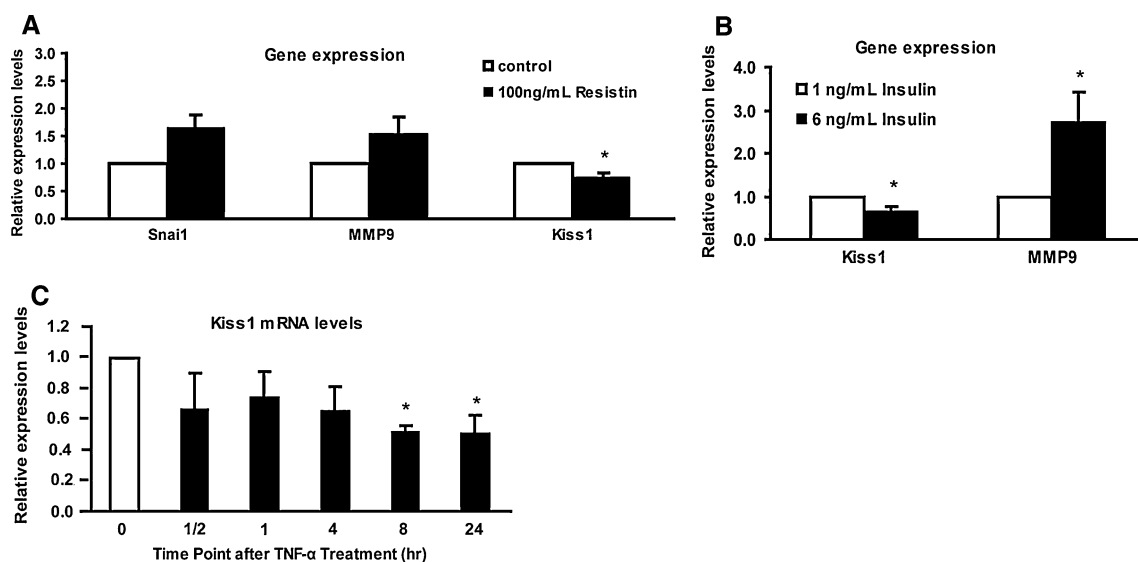 A
Gene expression
Relative expression levels
3.0
2.5
2.0
1.5
1.0
0.5
0.0
control
100ng/mL Resistin
*
Snai1
MMP9
Kiss1
B
Gene expression
Relative expression levels
4.0
3.0
2.0
1.0
0.0
1 ng/mL Insulin
6 ng/mL Insulin
*
*
Kiss1
MMP9
C
Kiss1 mRNA levels
Relative expression levels
1.2
1.0
0.8
0.6
0.4
0.2
0.0
*
*
0
1/2
1
4
8
24
Time Point after TNF-α Treatment (hr)